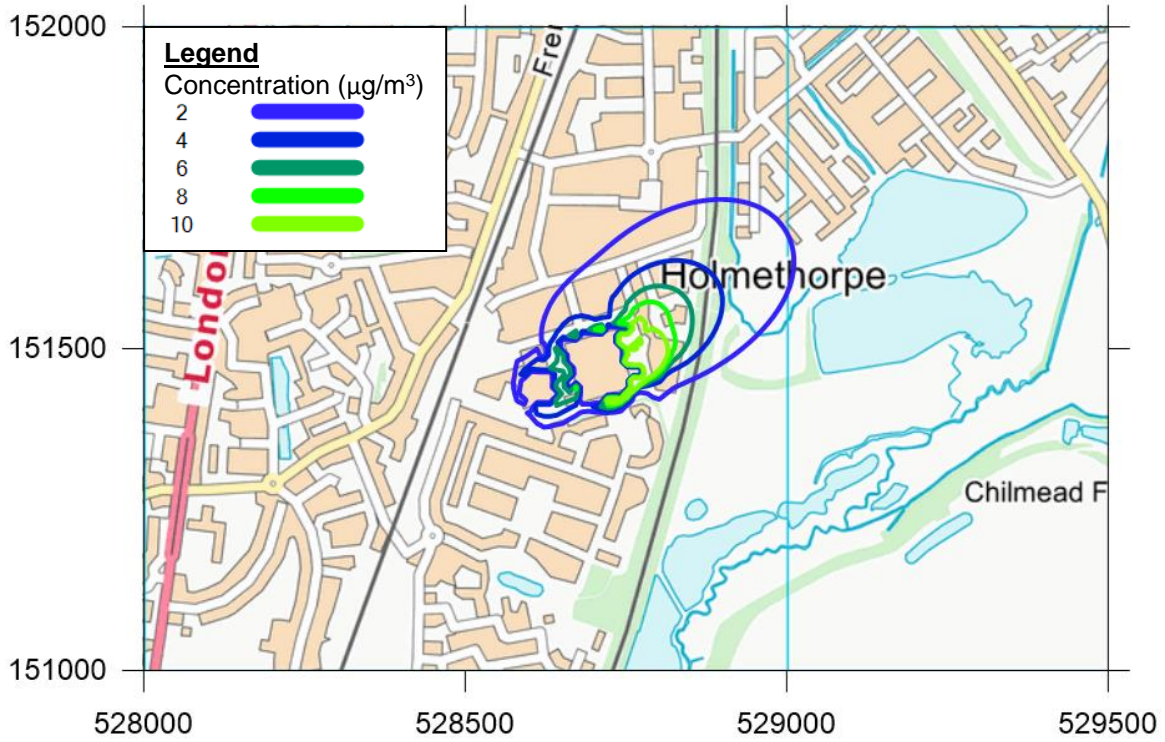 152000
Legend
Concentration (µg/m³)
2
4
6
8
10
Fre
London
Holmethorpe
151500
Chilmead F
151000
528000 528500 529000 529500